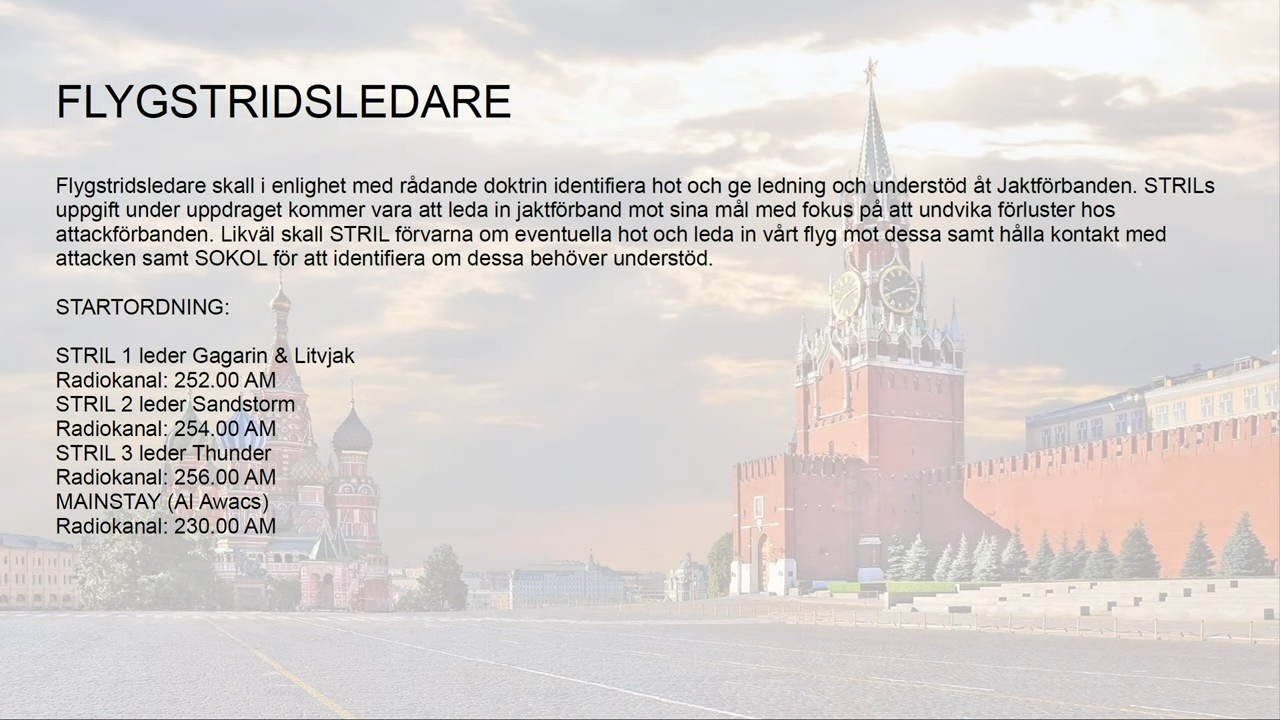 FLYGSTRIDSLEDARE
Flygstridsledare skall i enlighet med rådande doktrin identifiera hot och ge ledning och understöd åt Jaktförbanden. STRILs
uppgift under uppdraget kommer vara att leda in jaktförband mot sina mål med fokus på att undvika förluster hos
attackförbanden. Likväl skall STRIL förvarna om eventuella hot och leda in vårt flyg mot dessa samt hålla kontakt med
attacken samt SOKOL för att identifiera om dessa behöver understöd.
STARTORDNING:
STRIL 1 leder Gagarin & Litvjak
Radiokanal: 252.00 AM
STRIL 2 leder Sandstorm
Radiokanal: 254.00 AM
STRIL 3 leder Thunder
Radiokanal: 256.00 AM
MAINSTAY (AI Awacs)
Radiokanal: 230.00 AM